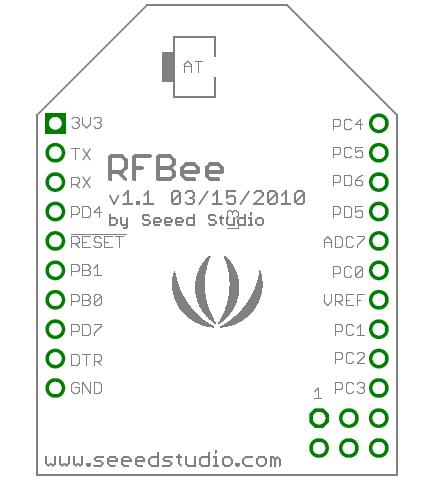 AT
3V3 PC4
TX PC5
RX PD6
RFBee
v1.1 03/15/2010
PD4 PD5
by Seeed Studio
RESET ADC7
PB1 PC0
PB0 VREF
PD7 PC1
DTR PC2
GND PC3
1
www.seeedstudio.com